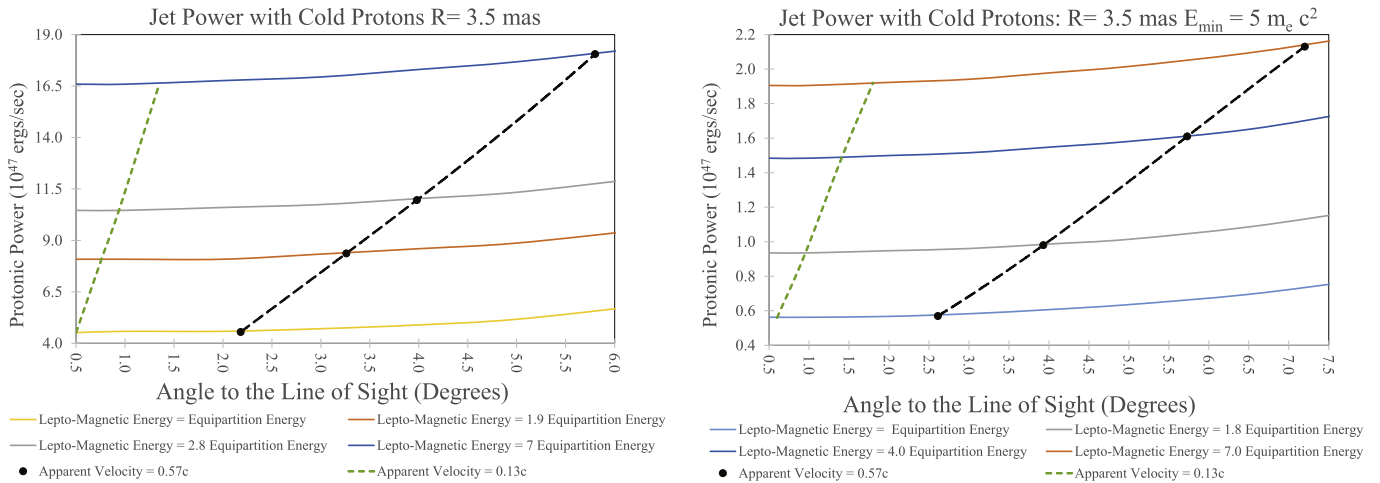 Jet Power with Cold Protons R= 3.5 mas
Protonic Power (10^47 ergs/sec)
19.0
16.5
14.0
11.5
9.0
6.5
4.0
0.5
1.0
1.5
2.0
2.5
3.0
3.5
4.0
4.5
5.0
5.5
6.0
Angle to the Line of Sight (Degrees)
Lepto-Magnetic Energy = Equipartition Energy
Lepto-Magnetic Energy = 1.9 Equipartition Energy
Lepto-Magnetic Energy = 2.8 Equipartition Energy
Lepto-Magnetic Energy = 7 Equipartition Energy
Apparent Velocity = 0.57c
Apparent Velocity = 0.13c
Jet Power with Cold Protons: R= 3.5 mas E_min = 5 m_e c^2
Protonic Power (10^47 ergs/sec)
2.2
2.0
1.8
1.6
1.4
1.2
1.0
0.8
0.6
0.4
0.5
1.0
1.5
2.0
2.5
3.0
3.5
4.0
4.5
5.0
5.5
6.0
6.5
7.0
7.5
Angle to the Line of Sight (Degrees)
Lepto-Magnetic Energy = Equipartition Energy
Lepto-Magnetic Energy = 1.8 Equipartition Energy
Lepto-Magnetic Energy = 4.0 Equipartition Energy
Lepto-Magnetic Energy = 7.0 Equipartition Energy
Apparent Velocity = 0.57c
Apparent Velocity = 0.13c